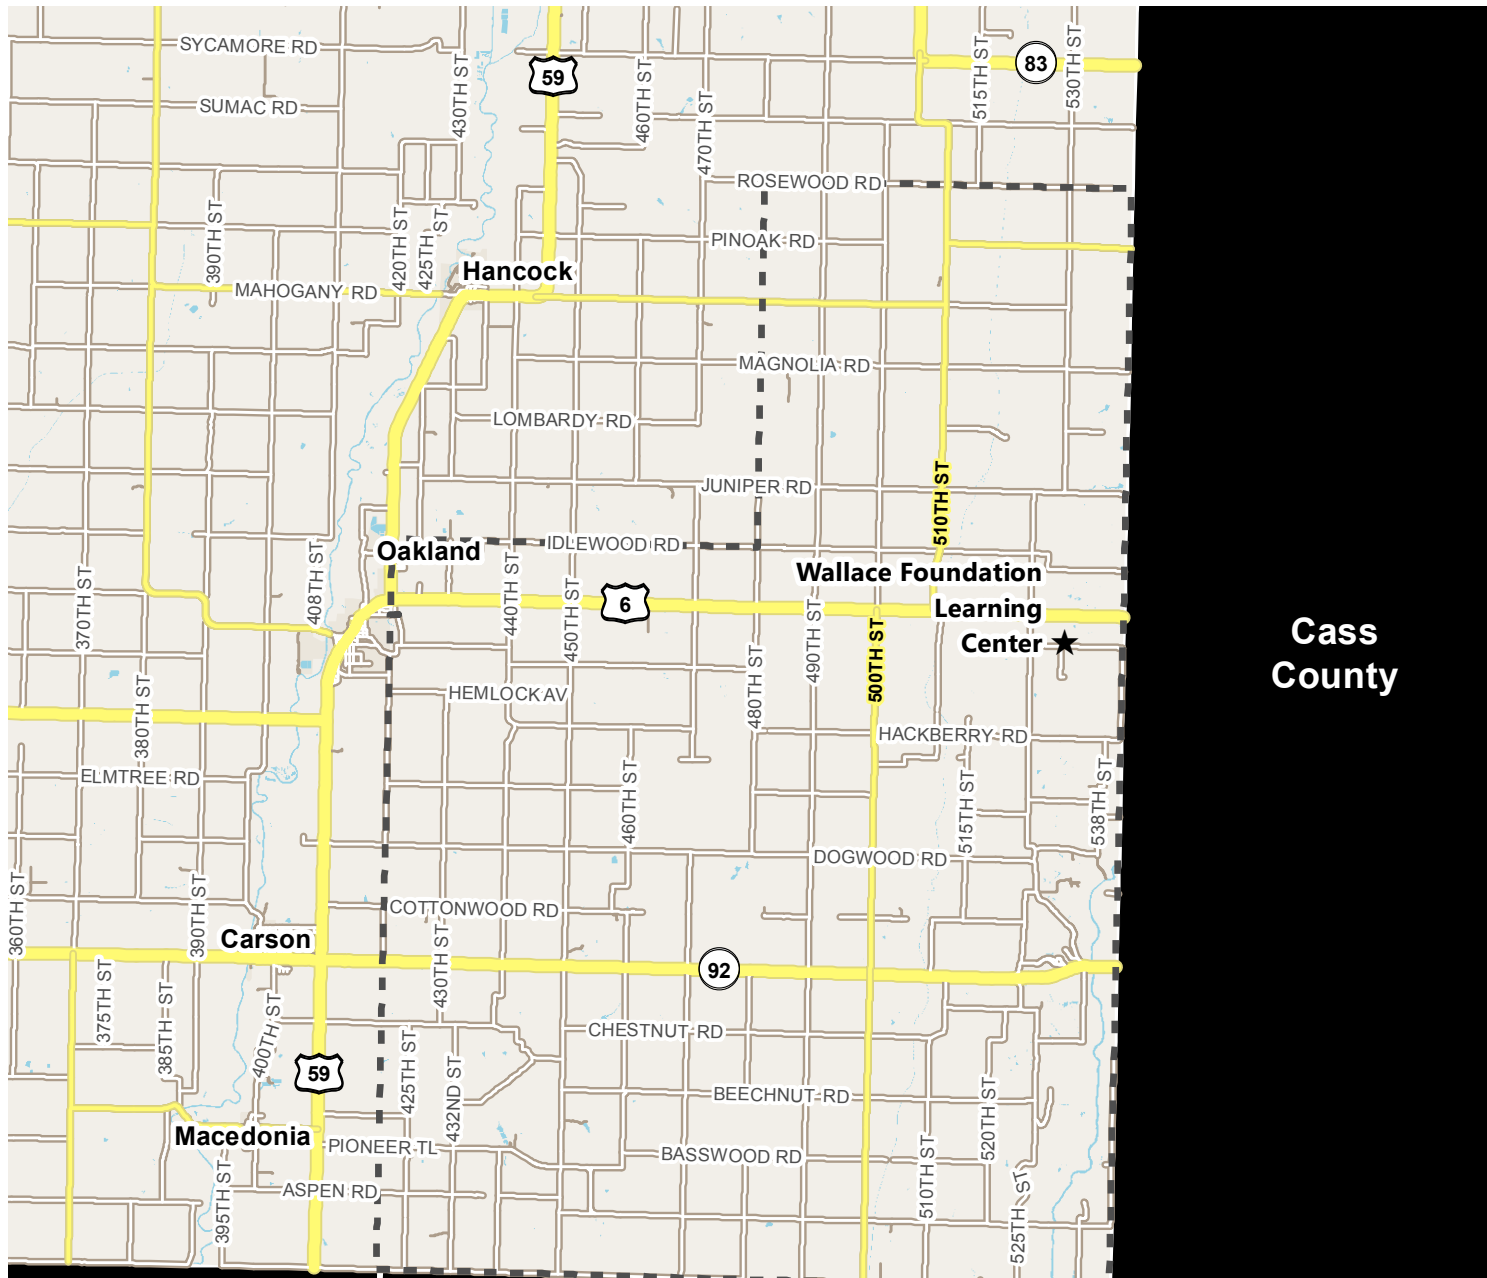 SYCAMORE RD
430TH ST
59
460TH ST
515TH ST
83
530TH ST
SUMAC RD
470TH ST
ROSEWOOD RD
390TH ST
420TH ST
425TH ST
PINOAK RD
Hancock
MAHOGANY RD
MAGNOLIA RD
LOMBARDY RD
JUNIPER RD
510TH ST
Oakland
IDLEWOOD RD
370TH ST
408TH ST
440TH ST
450TH ST
6
Wallace Foundation
Learning
Center
490TH ST
500TH ST
Cass
County
380TH ST
HEMLOCK AV
480TH ST
HACKBERRY RD
ELMTREE RD
460TH ST
515TH ST
538TH ST
DOGWOOD RD
360TH ST
390TH ST
COTTONWOOD RD
Carson
430TH ST
92
375TH ST
385TH ST
400TH ST
CHESTNUT RD
59
425TH ST
432ND ST
BEECHNUT RD
520TH ST
Macedonia
PIONEER TL
BASSWOOD RD
510TH ST
395TH ST
ASPEN RD
525TH ST